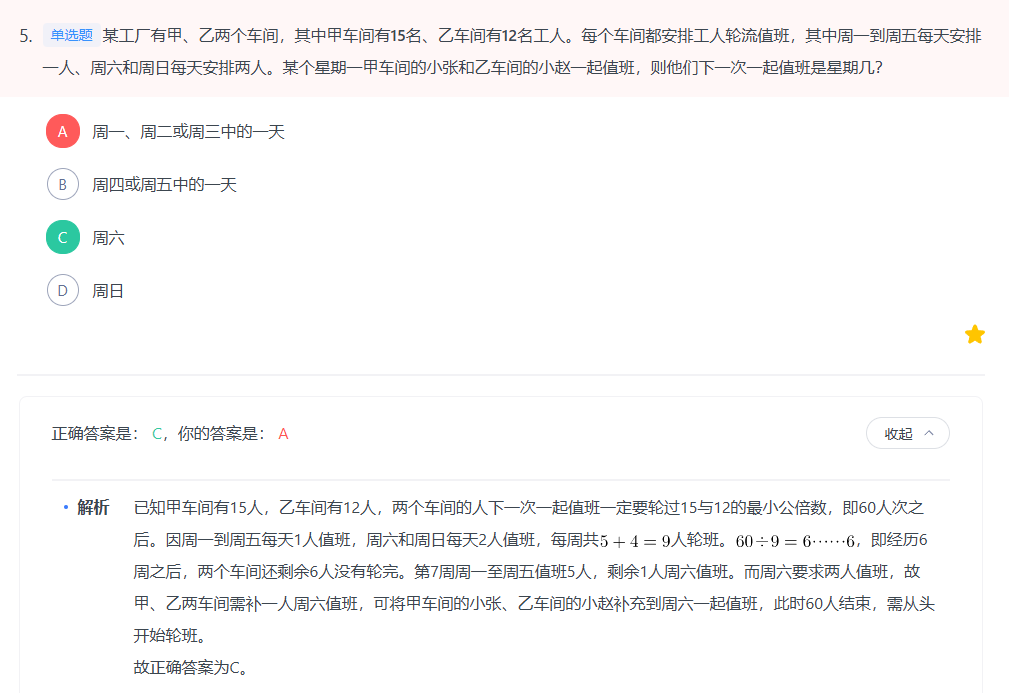 5. 单选题 某工厂有甲、乙两个车间，其中甲车间有15名、乙车间有12名工人。每个车间都安排工人轮流值班，其中周一到周五每天安排
一人、周六和周日每天安排两人。某个星期一甲车间的小张和乙车间的小赵一起值班，则他们下一次一起值班是星期几？
A 周一、周二或周三中的一天
B 周四或周五中的一天
C 周六
D 周日
正确答案是： C，你的答案是： A
收起
解析 已知甲车间有15人，乙车间有12人，两个车间的人下一次一起值班一定要轮过15与12的最小公倍数，即60人次之
后。因周一到周五每天1人值班，周六和周日每天2人值班，每周共5+4=9人轮班。60÷9=6······6，即经历6
周之后，两个车间还剩余6人没有轮完。第7周周一至周五值班5人，剩余1人周六值班。而周六要求两人值班，故
甲、乙两车间需补一人周六值班，可将甲车间的小张、乙车间的小赵补充到周六一起值班，此时60人结束，需从头
开始轮班。
故正确答案为C。